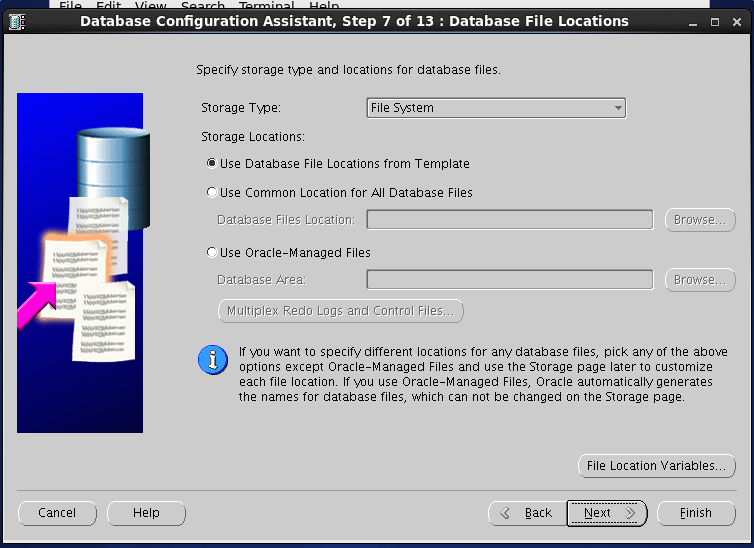 File Edit View Search Terminal Help
Database Configuration Assistant, Step 7 of 13 : Database File Locations
Specify storage type and locations for database files.
Storage Type: File System
Storage Locations:
Use Database File Locations from Template
Use Common Location for All Database Files
Database Files Location: Browse...
Use Oracle-Managed Files
Database Area: Browse...
Multiplex Redo Logs and Control Files...
If you want to specify different locations for any database files, pick any of the above
options except Oracle-Managed Files and use the Storage page later to customize
each file location. If you use Oracle-Managed Files, Oracle automatically generates
the names for database files, which can not be changed on the Storage page.
File Location Variables...
Cancel Help Back Next Finish